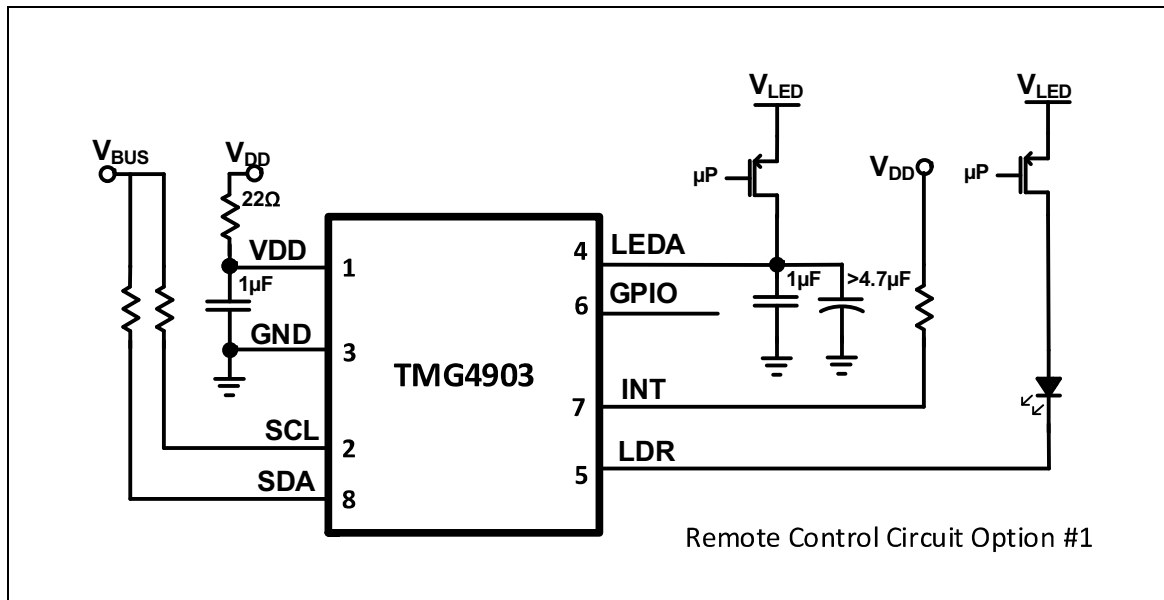 VLED
VLED
VBUS
VDD
µP
VDD
µP
22Ω
VDD
1
4
LEDA
1µF
1µF
>4.7µF
6
GPIO
GND
3
TMG4903
7
INT
SCL
2
5
LDR
SDA
8
Remote Control Circuit Option #1